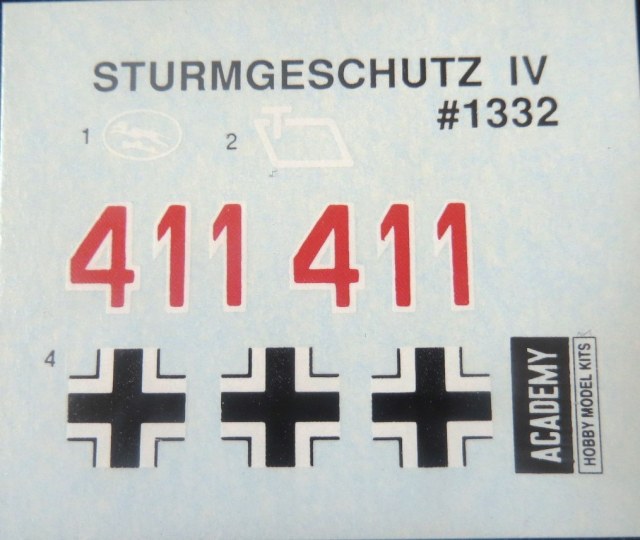 STURMGESCHUTZ IV
#1332
1
2
411 411
4
ACADEMY
HOBBY MODEL KITS